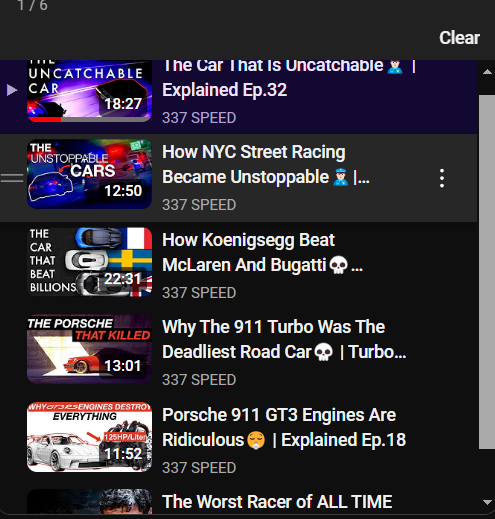 1 / 6
Clear
UNCATCHABLE
CAR
18:27
The Car That Is Uncatchable👮🏻 |
Explained Ep.32
337 SPEED
THE
UNSTOPPABLE
CARS
12:50
How NYC Street Racing
Became Unstoppable👮🏻|...
337 SPEED
THE
CAR
THAT
BEAT
BILLIONS.
22:31
How Koenigsegg Beat
McLaren And Bugatti💀...
337 SPEED
THE PORSCHE
THAT KILLED
13:01
Why The 911 Turbo Was The
Deadliest Road Car💀 | Turbo...
337 SPEED
WHY GT3RS ENGINES DESTROY
EVERYTHING
125HP/Liter
11:52
Porsche 911 GT3 Engines Are
Ridiculous😤 | Explained Ep.18
337 SPEED
The Worst Racer of ALL TIME